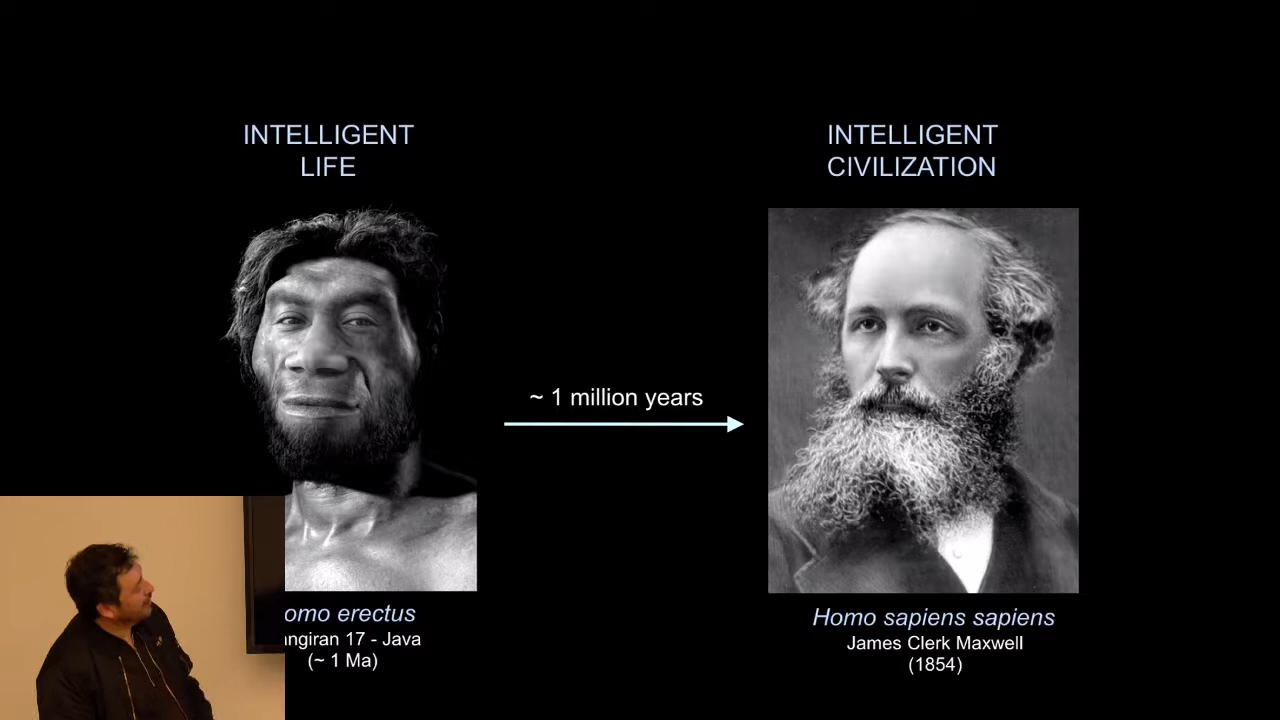 INTELLIGENT
LIFE
INTELLIGENT
CIVILIZATION
~ 1 million years
omo erectus
ngiran 17 - Java
(~ 1 Ma)
Homo sapiens sapiens
James Clerk Maxwell
(1854)